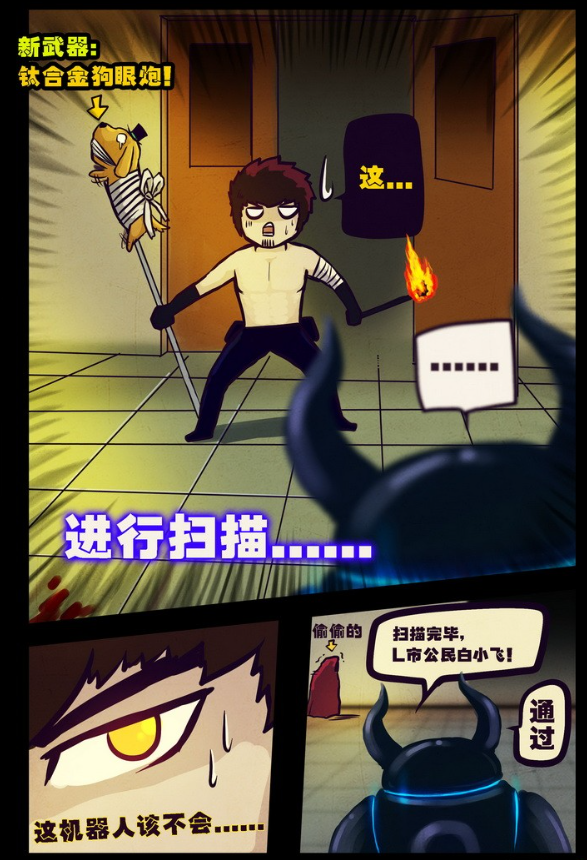 新武器:
钛合金狗眼炮!
这...
......
进行扫描......
这机器人该不会......
偷偷的
扫描完毕,
L市公民白小飞!
通过